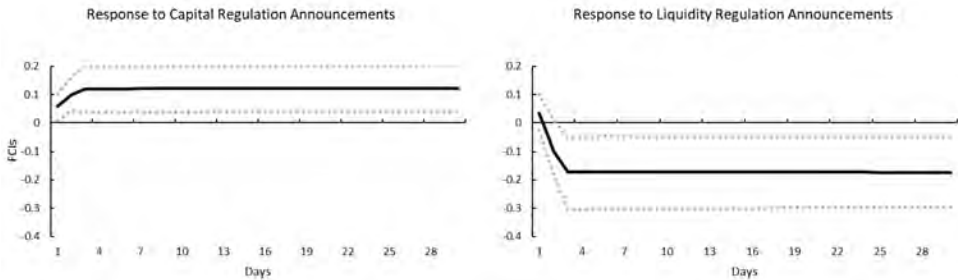 Response to Capital Regulation Announcements
0.2
0.1
0
-0.1
-0.2
-0.3
-0.4
FCIs
1 4 7 10 13 16 19 22 25 28
Days
Response to Liquidity Regulation Announcements
0.2
0.1
0
-0.1
-0.2
-0.3
-0.4
1 4 7 10 13 16 19 22 25 28
Days